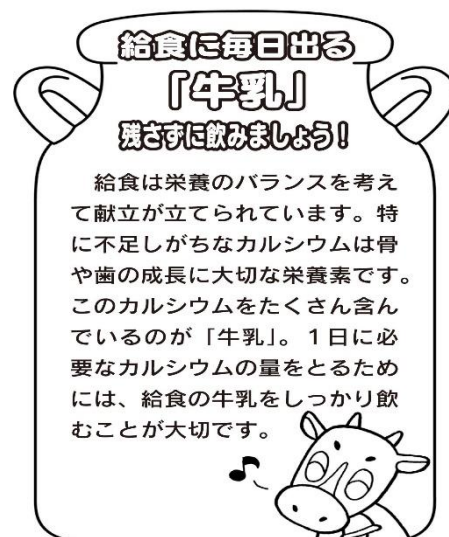 給食に毎日出る
「牛乳」
残さずに飲みましょう！
給食は栄養のバランスを考え
て献立が立てられています。特
に不足しがちなカルシウムは骨
や歯の成長に大切な栄養素です。
このカルシウムをたくさん含ん
でいるのが「牛乳」。１日に必
要なカルシウムの量をとるため
には、給食の牛乳をしっかり飲
むことが大切です。